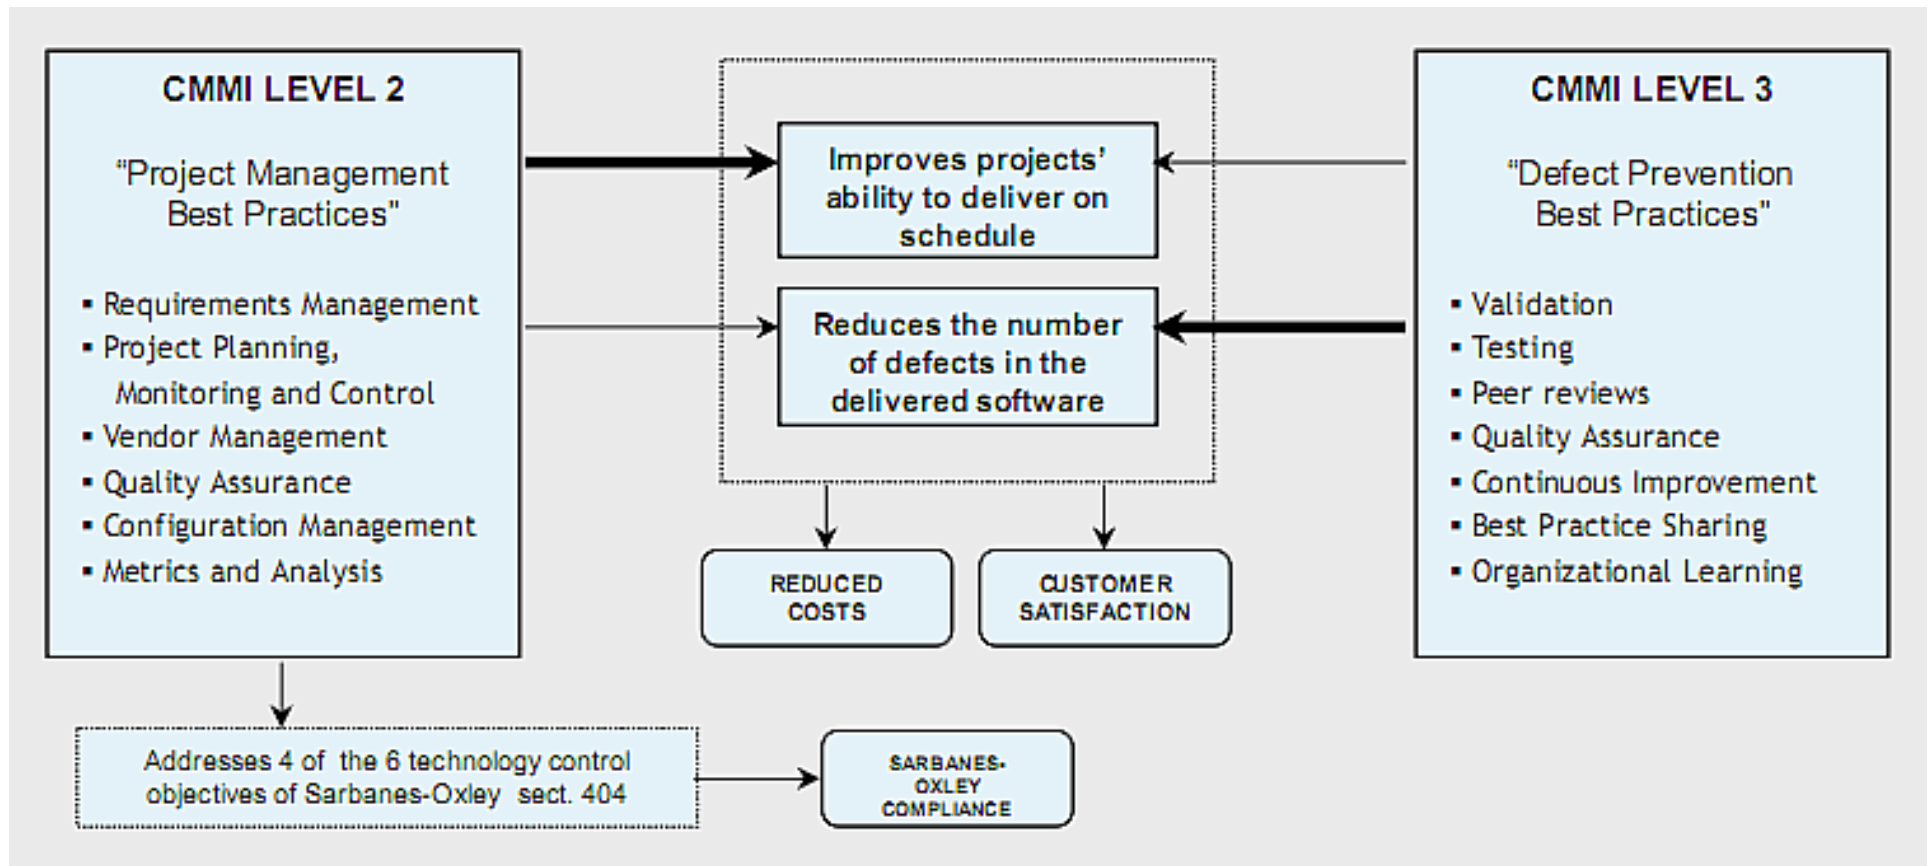 CMMI LEVEL 2
“Project Management
Best Practices”
▪ Requirements Management
▪ Project Planning,
Monitoring and Control
▪ Vendor Management
▪ Quality Assurance
▪ Configuration Management
▪ Metrics and Analysis
Improves projects’
ability to deliver on
schedule
Reduces the number
of defects in the
delivered software
REDUCED
COSTS
CUSTOMER
SATISFACTION
CMMI LEVEL 3
“Defect Prevention
Best Practices”
▪ Validation
▪ Testing
▪ Peer reviews
▪ Quality Assurance
▪ Continuous Improvement
▪ Best Practice Sharing
▪ Organizational Learning
Addresses 4 of the 6 technology control
objectives of Sarbanes-Oxley sect. 404
SARBANES-
OXLEY
COMPLIANCE